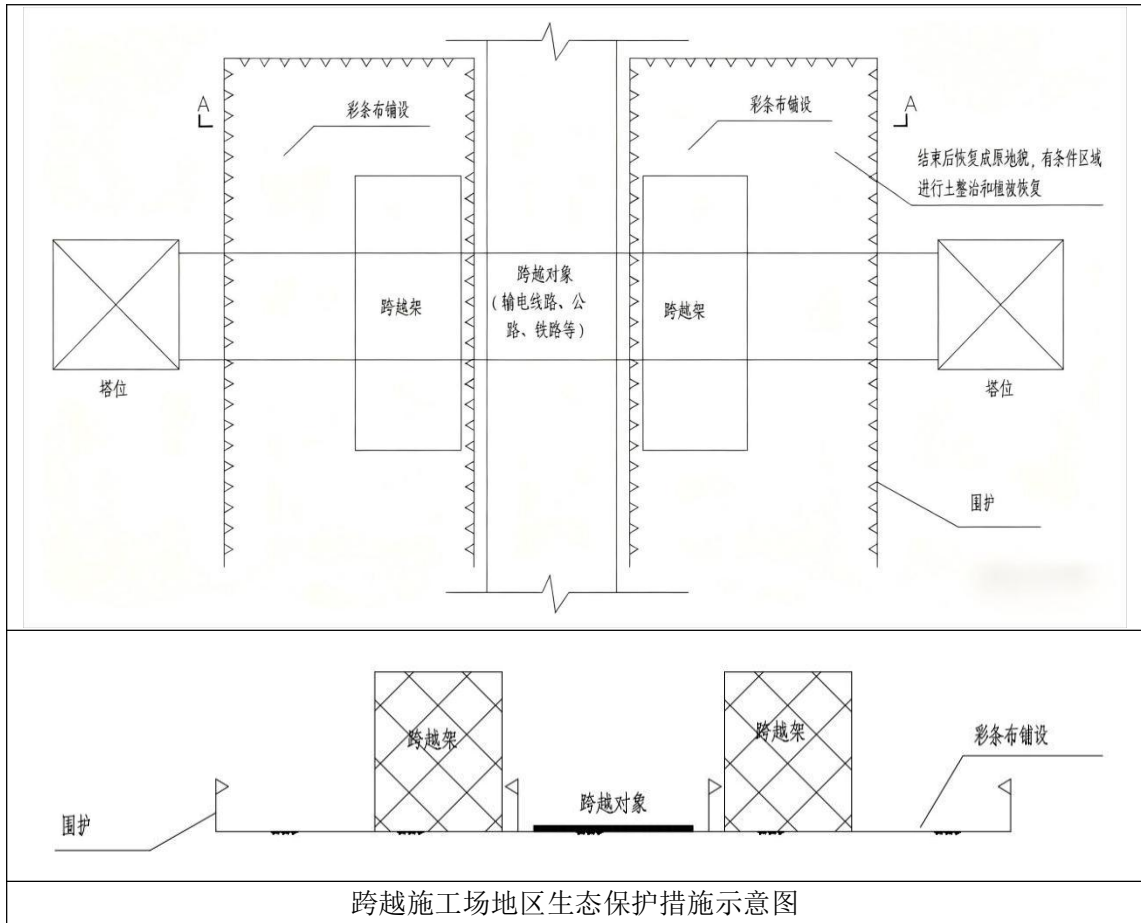 A
彩条布铺设
彩条布铺设
A
结束后恢复成原地貌，有条件区域
进行土整治和植被恢复
跨越对象
（输电线路、公
路、铁路等）
跨越架
跨越架
塔位
塔位
围护
跨越架
跨越架
彩条布铺设
跨越对象
围护
跨越施工场地区生态保护措施示意图